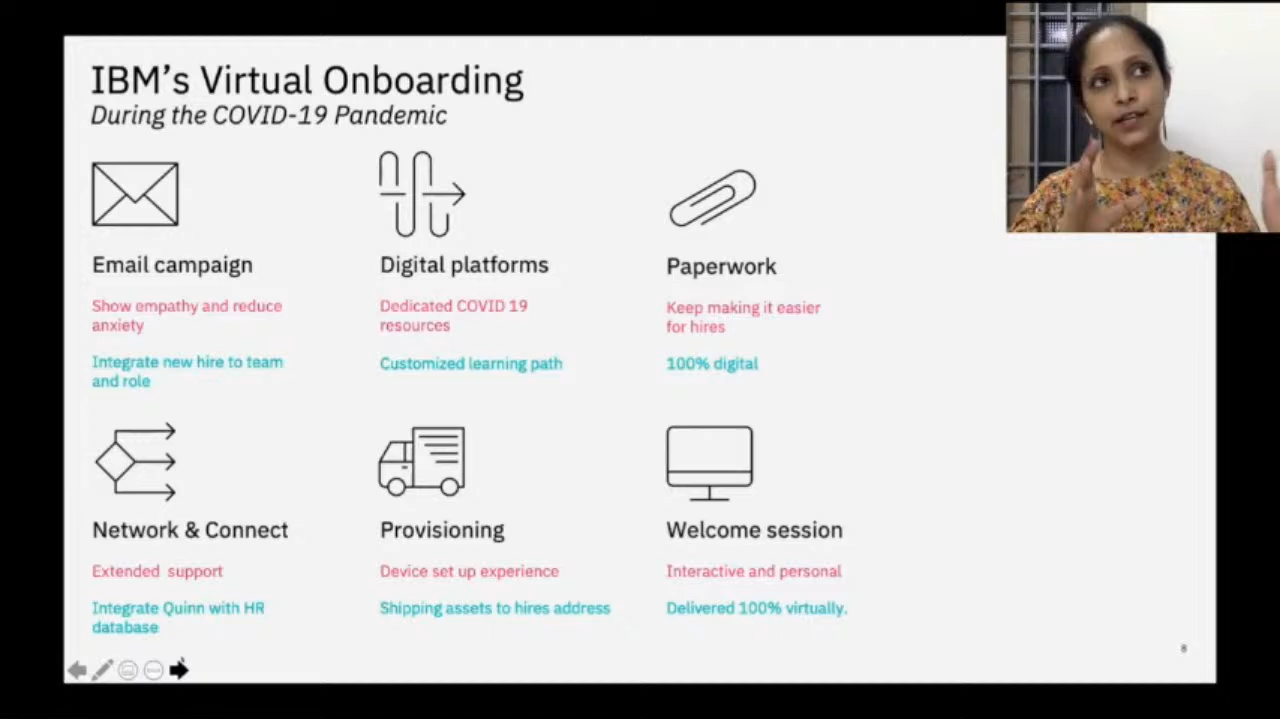 IBM's Virtual Onboarding
During the COVID-19 Pandemic
Email campaign
Show empathy and reduce
anxiety
Integrate new hire to team
and role
Digital platforms
Dedicated COVID 19
resources
Customized learning path
Paperwork
Keep making it easier
for hires
100% digital
Network & Connect
Extended support
Integrate Quinn with HR
database
Provisioning
Device set up experience
Shipping assets to hires address
Welcome session
Interactive and personal
Delivered 100% virtually.
8